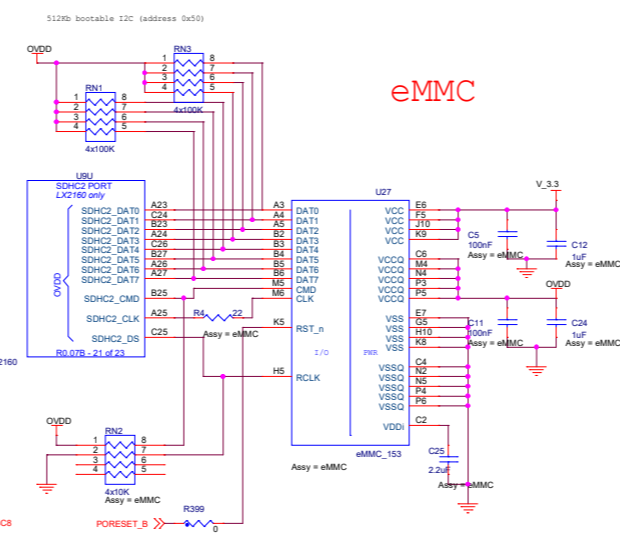 512Kb bootable I2C (address 0x50)
OVDD
RN3
1 8
2 7
3 6
4 5
4x100K
RN1
1 8
2 7
3 6
4 5
4x100K
eMMC
U9U
SDHC2 PORT
LX2160 only
OVDD
SDHC2_DAT0 A23
SDHC2_DAT1 C24
SDHC2_DAT2 B23
SDHC2_DAT3 A24
SDHC2_DAT4 C26
SDHC2_DAT5 B27
SDHC2_DAT6 A26
SDHC2_DAT7 A27
SDHC2_CMD B25
SDHC2_CLK A25
SDHC2_DS C25
R0.07B - 21 of 23
2160
R4 22
Assy = eMMC
U27
A3 DAT0
A4 DAT1
A5 DAT2
B2 DAT3
B3 DAT4
B4 DAT5
B5 DAT6
B6 DAT7
M5 CMD
M6 CLK
K5 RST_n
H5 RCLK
I/O PWR
VCC E6
VCC F5
VCC J10
VCC K9
VCCQ C6
VCCQ M4
VCCQ N4
VCCQ P3
VCCQ P5
VSS E7
VSS G5
VSS H10
VSS K8
VSSQ C4
VSSQ N2
VSSQ N5
VSSQ P4
VSSQ P6
VDDi C2
eMMC_153
Assy = eMMC
V_3.3
C5
100nF
Assy = eMMC
C12
1uF
Assy = eMMC
OVDD
C11
100nF
Assy = eMMC
C24
1uF
Assy = eMMC
C25
2.2uF
Assy = eMMC
OVDD
RN2
1 8
2 7
3 6
4 5
4x10K
Assy = eMMC
C8
PORESET_B
R399
0